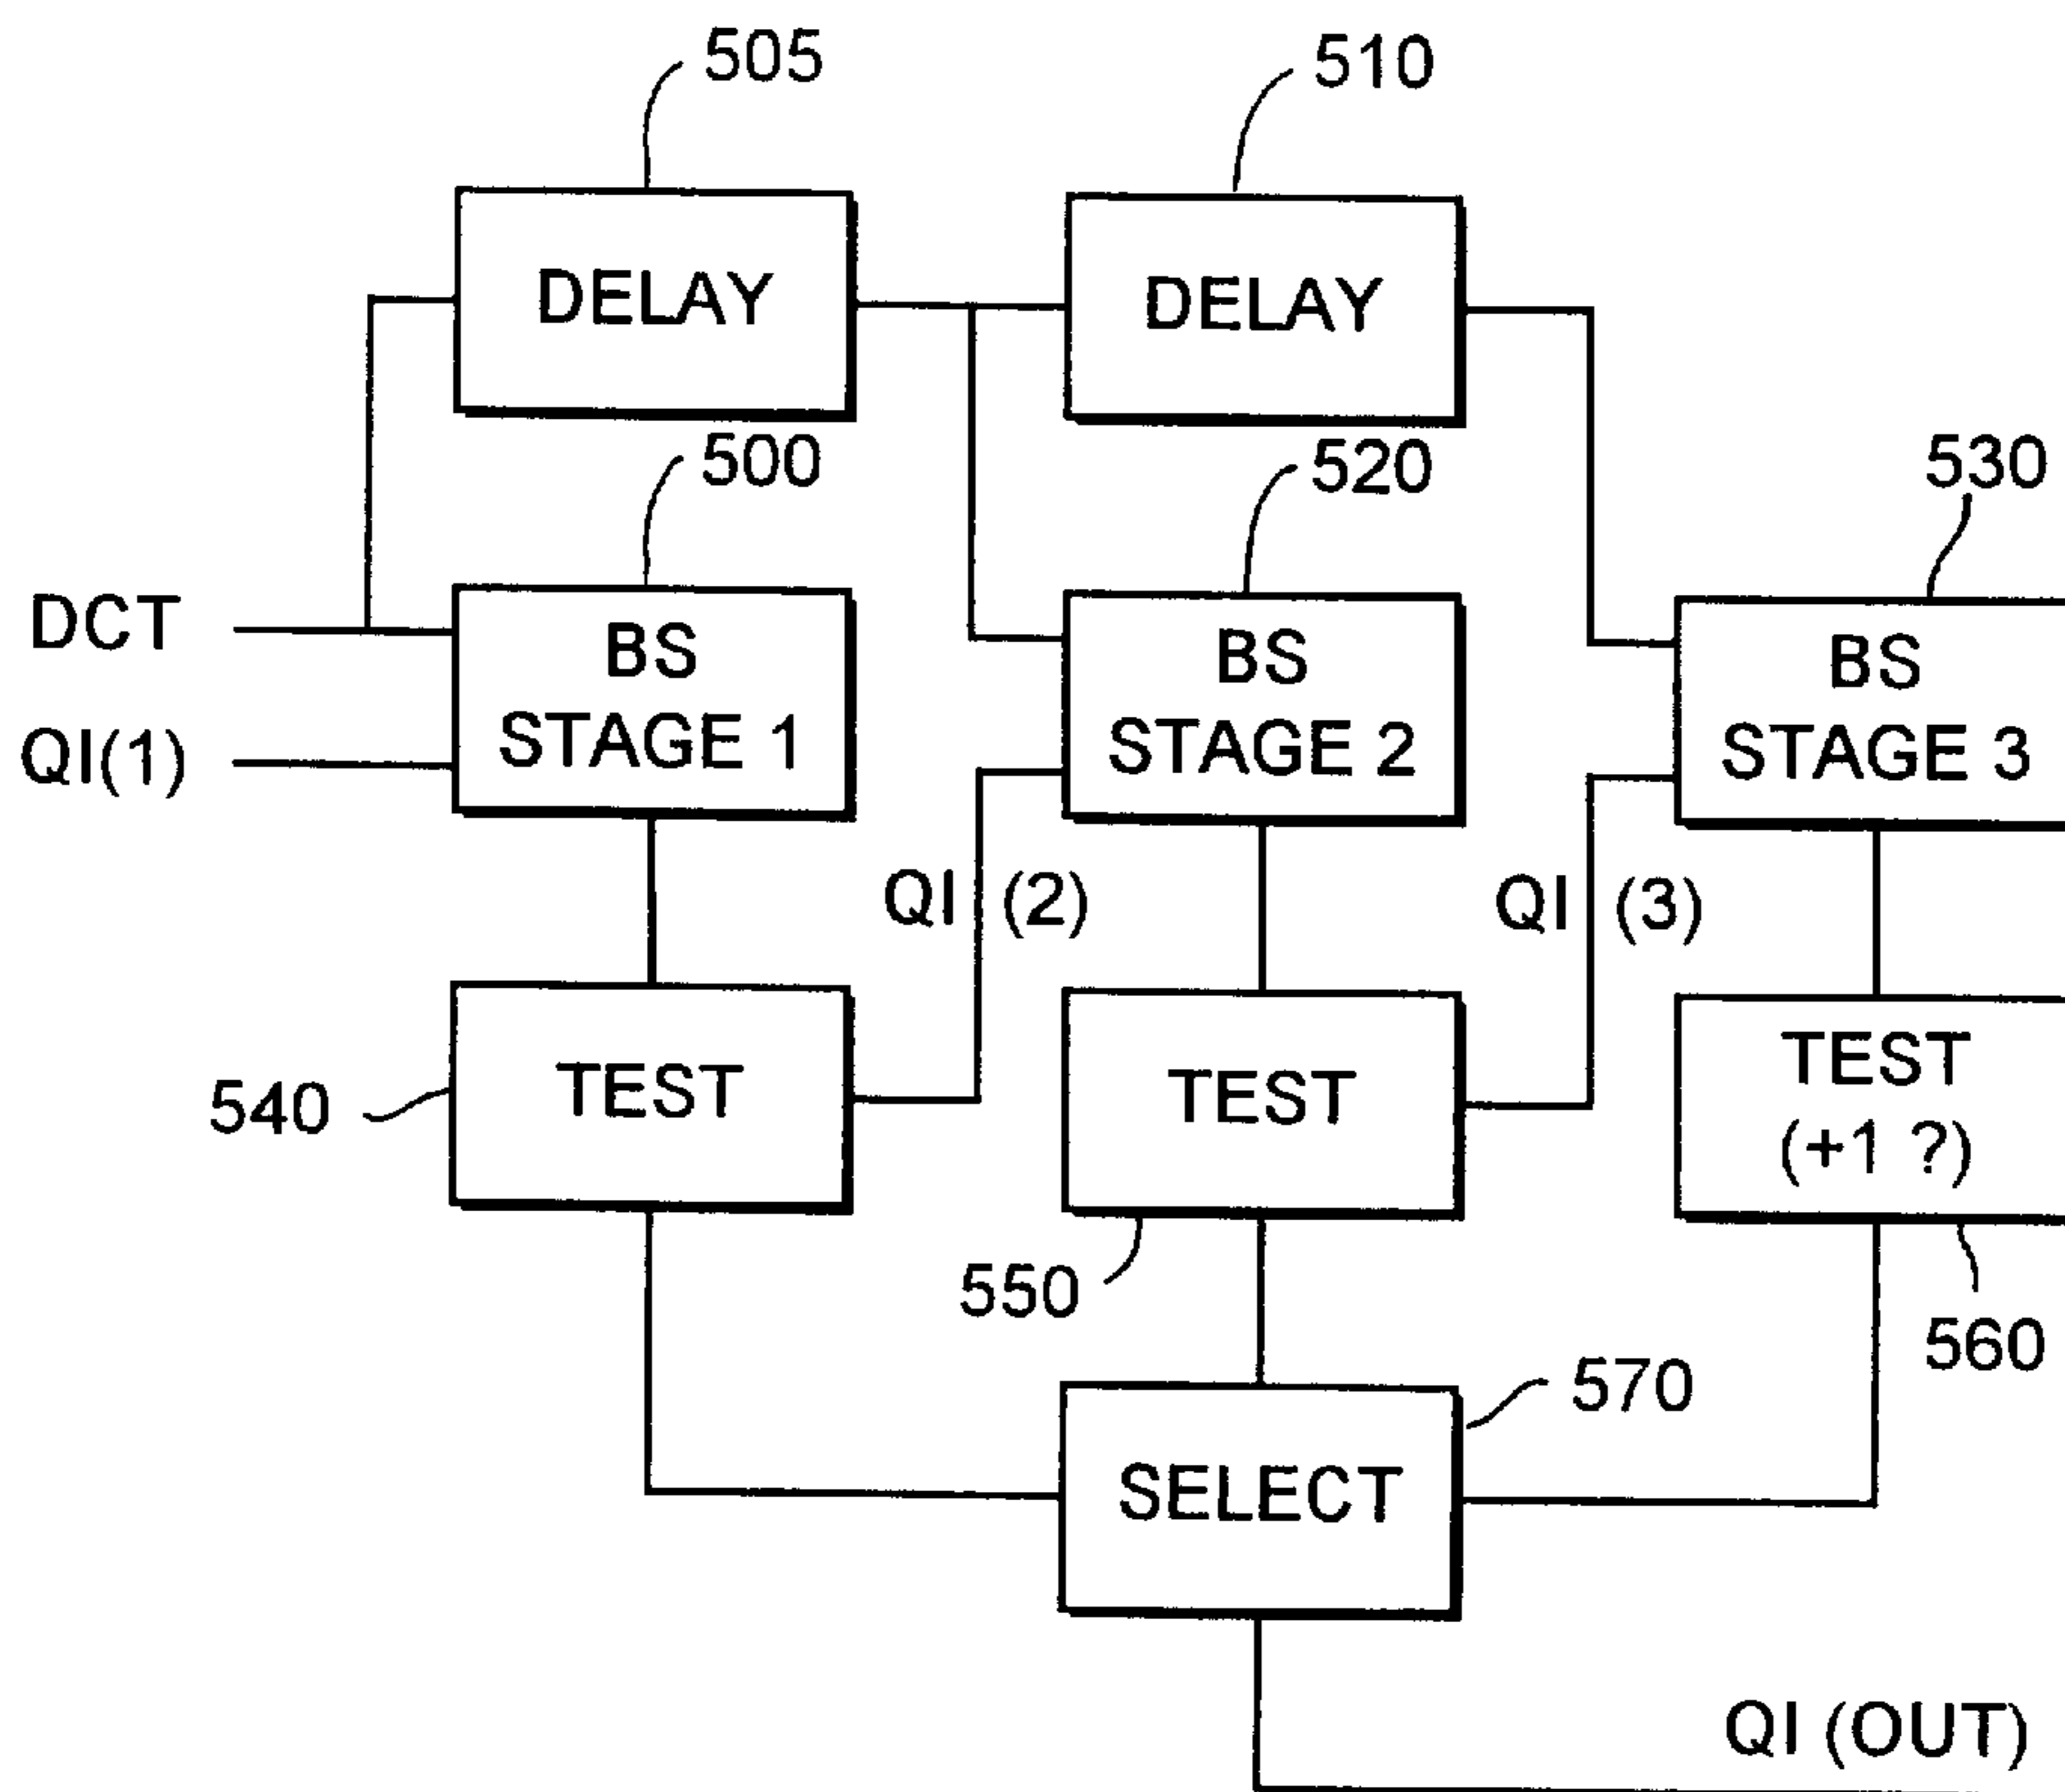 505
510
DELAY
DELAY
500
520
530
DCT
QI(1)
BS
STAGE 1
BS
STAGE 2
BS
STAGE 3
QI (2)
QI (3)
540
TEST
TEST
TEST
(+1 ?)
550
560
570
SELECT
QI (OUT)